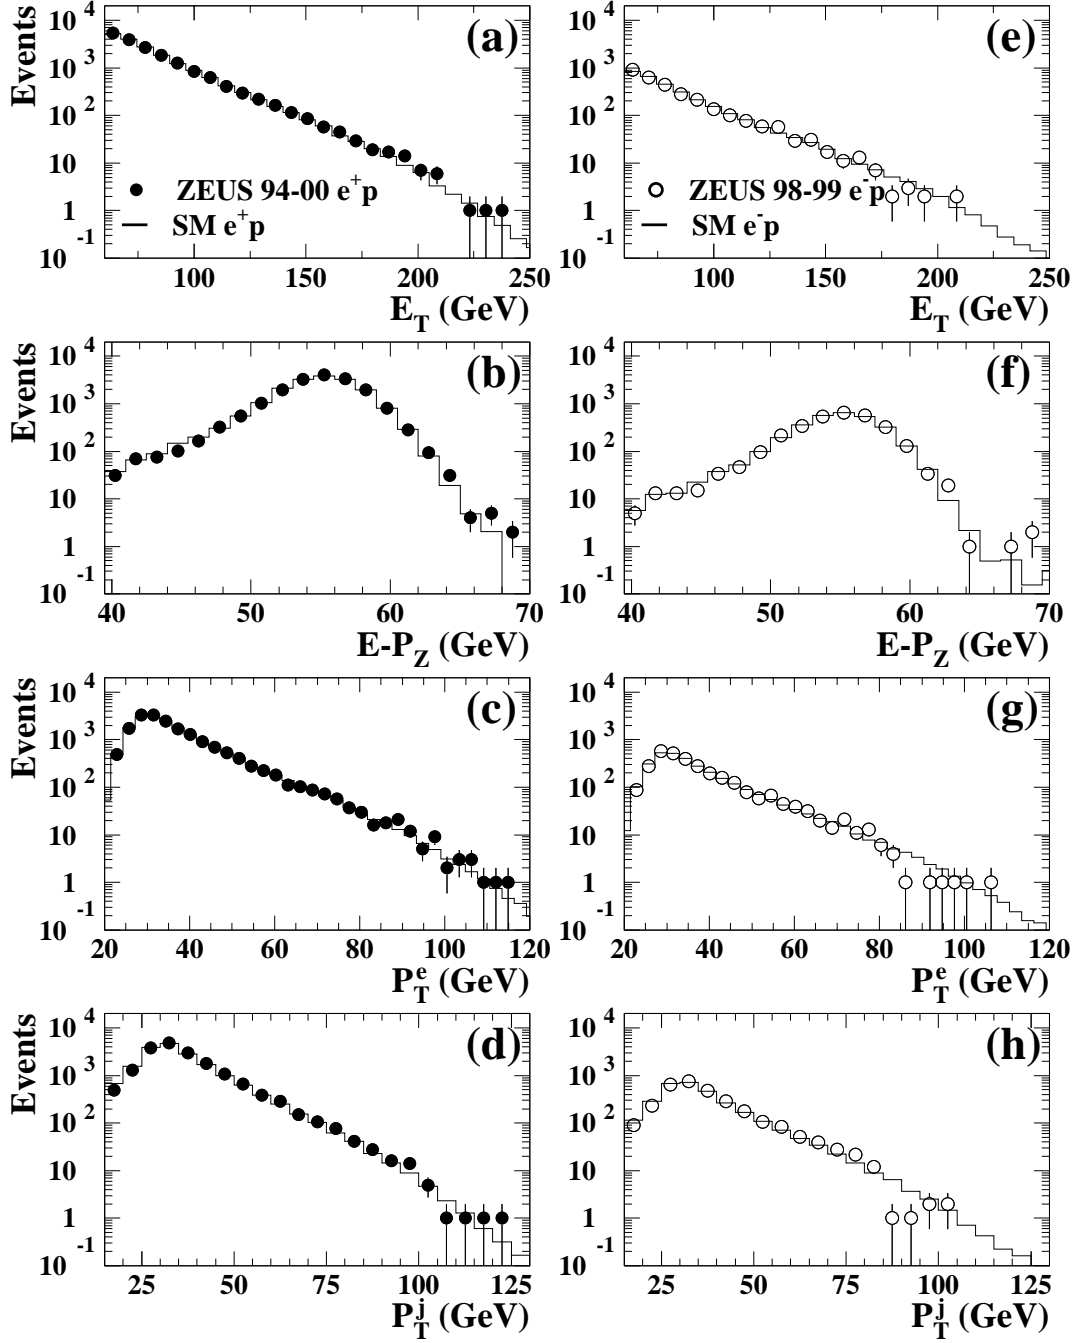 Events
10^4
10^3
10^2
10
1
10^-1
(a)
ZEUS 94-00 e^+p
SM e^+p
100 150 200 250
E_T (GeV)
10^4
10^3
10^2
10
1
10^-1
(e)
ZEUS 98-99 e^-p
SM e^-p
100 150 200 250
E_T (GeV)
Events
10^4
10^3
10^2
10
1
10^-1
(b)
40 50 60 70
E-P_Z (GeV)
10^4
10^3
10^2
10
1
10^-1
(f)
40 50 60 70
E-P_Z (GeV)
Events
10^4
10^3
10^2
10
1
10^-1
(c)
20 40 60 80 100 120
P_T^e (GeV)
10^4
10^3
10^2
10
1
10^-1
(g)
20 40 60 80 100 120
P_T^e (GeV)
Events
10^4
10^3
10^2
10
1
10^-1
(d)
25 50 75 100 125
P_T^j (GeV)
10^4
10^3
10^2
10
1
10^-1
(h)
25 50 75 100 125
P_T^j (GeV)